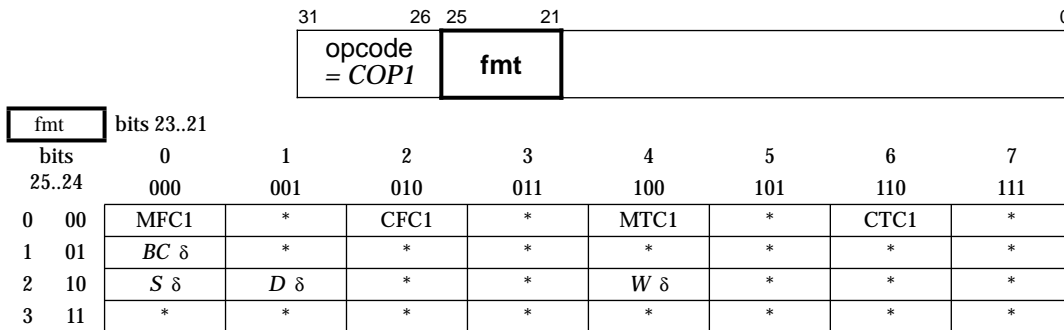 31 26 25 21 0
opcode
= COP1 fmt
fmt bits 23..21
bits 0 1 2 3 4 5 6 7
25..24 000 001 010 011 100 101 110 111
0 00 MFC1 * CFC1 * MTC1 * CTC1 *
1 01 BC δ * * * * * * *
2 10 S δ D δ * * W δ * * *
3 11 * * * * * * * *